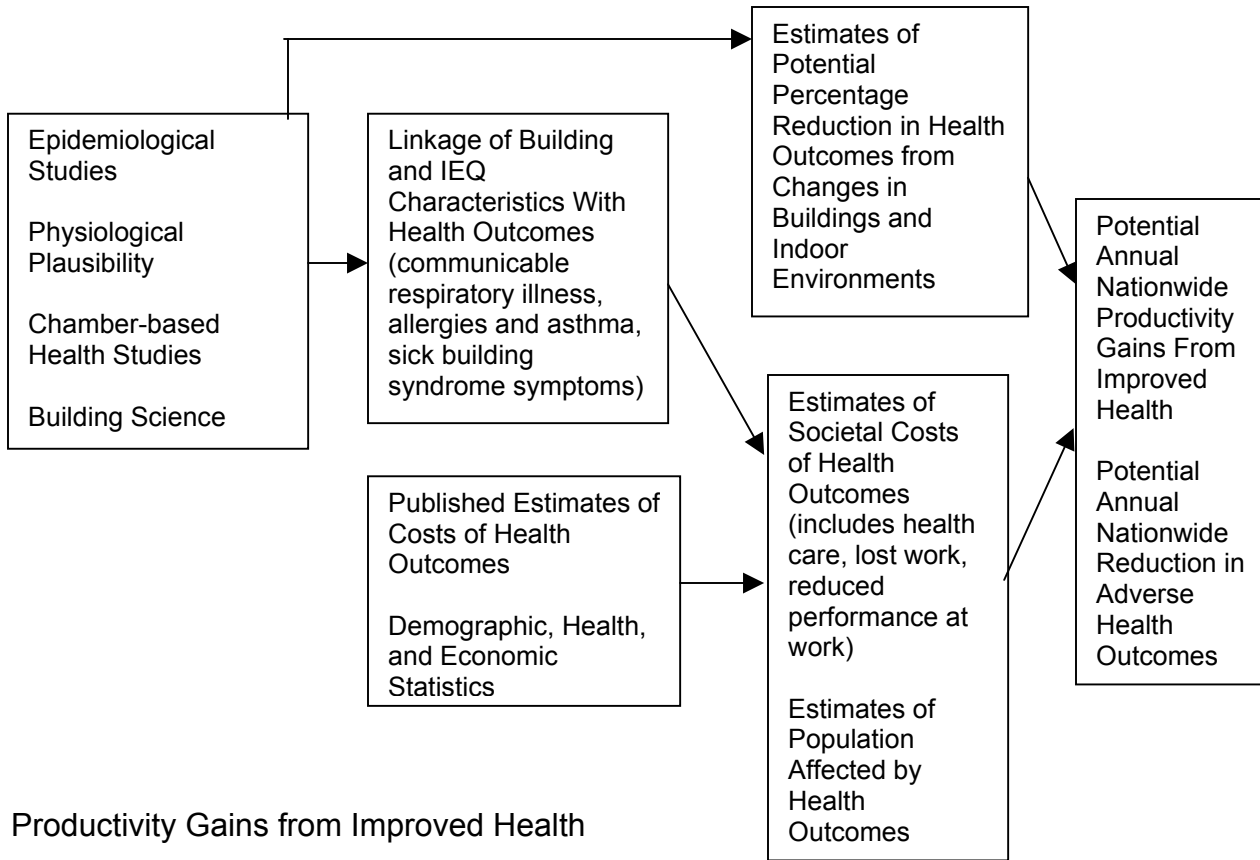 Epidemiological
Studies
Physiological
Plausibility
Chamber-based
Health Studies
Building Science
Linkage of Building
and IEQ
Characteristics With
Health Outcomes
(communicable
respiratory illness,
allergies and asthma,
sick building
syndrome symptoms)
Published Estimates of
Costs of Health
Outcomes
Demographic, Health,
and Economic
Statistics
Estimates of
Potential
Percentage
Reduction in Health
Outcomes from
Changes in
Buildings and
Indoor
Environments
Estimates of
Societal Costs
of Health
Outcomes
(includes health
care, lost work,
reduced
performance at
work)
Estimates of
Population
Affected by
Health
Outcomes
Potential
Annual
Nationwide
Productivity
Gains From
Improved
Health
Potential
Annual
Nationwide
Reduction in
Adverse
Health
Outcomes
Productivity Gains from Improved Health